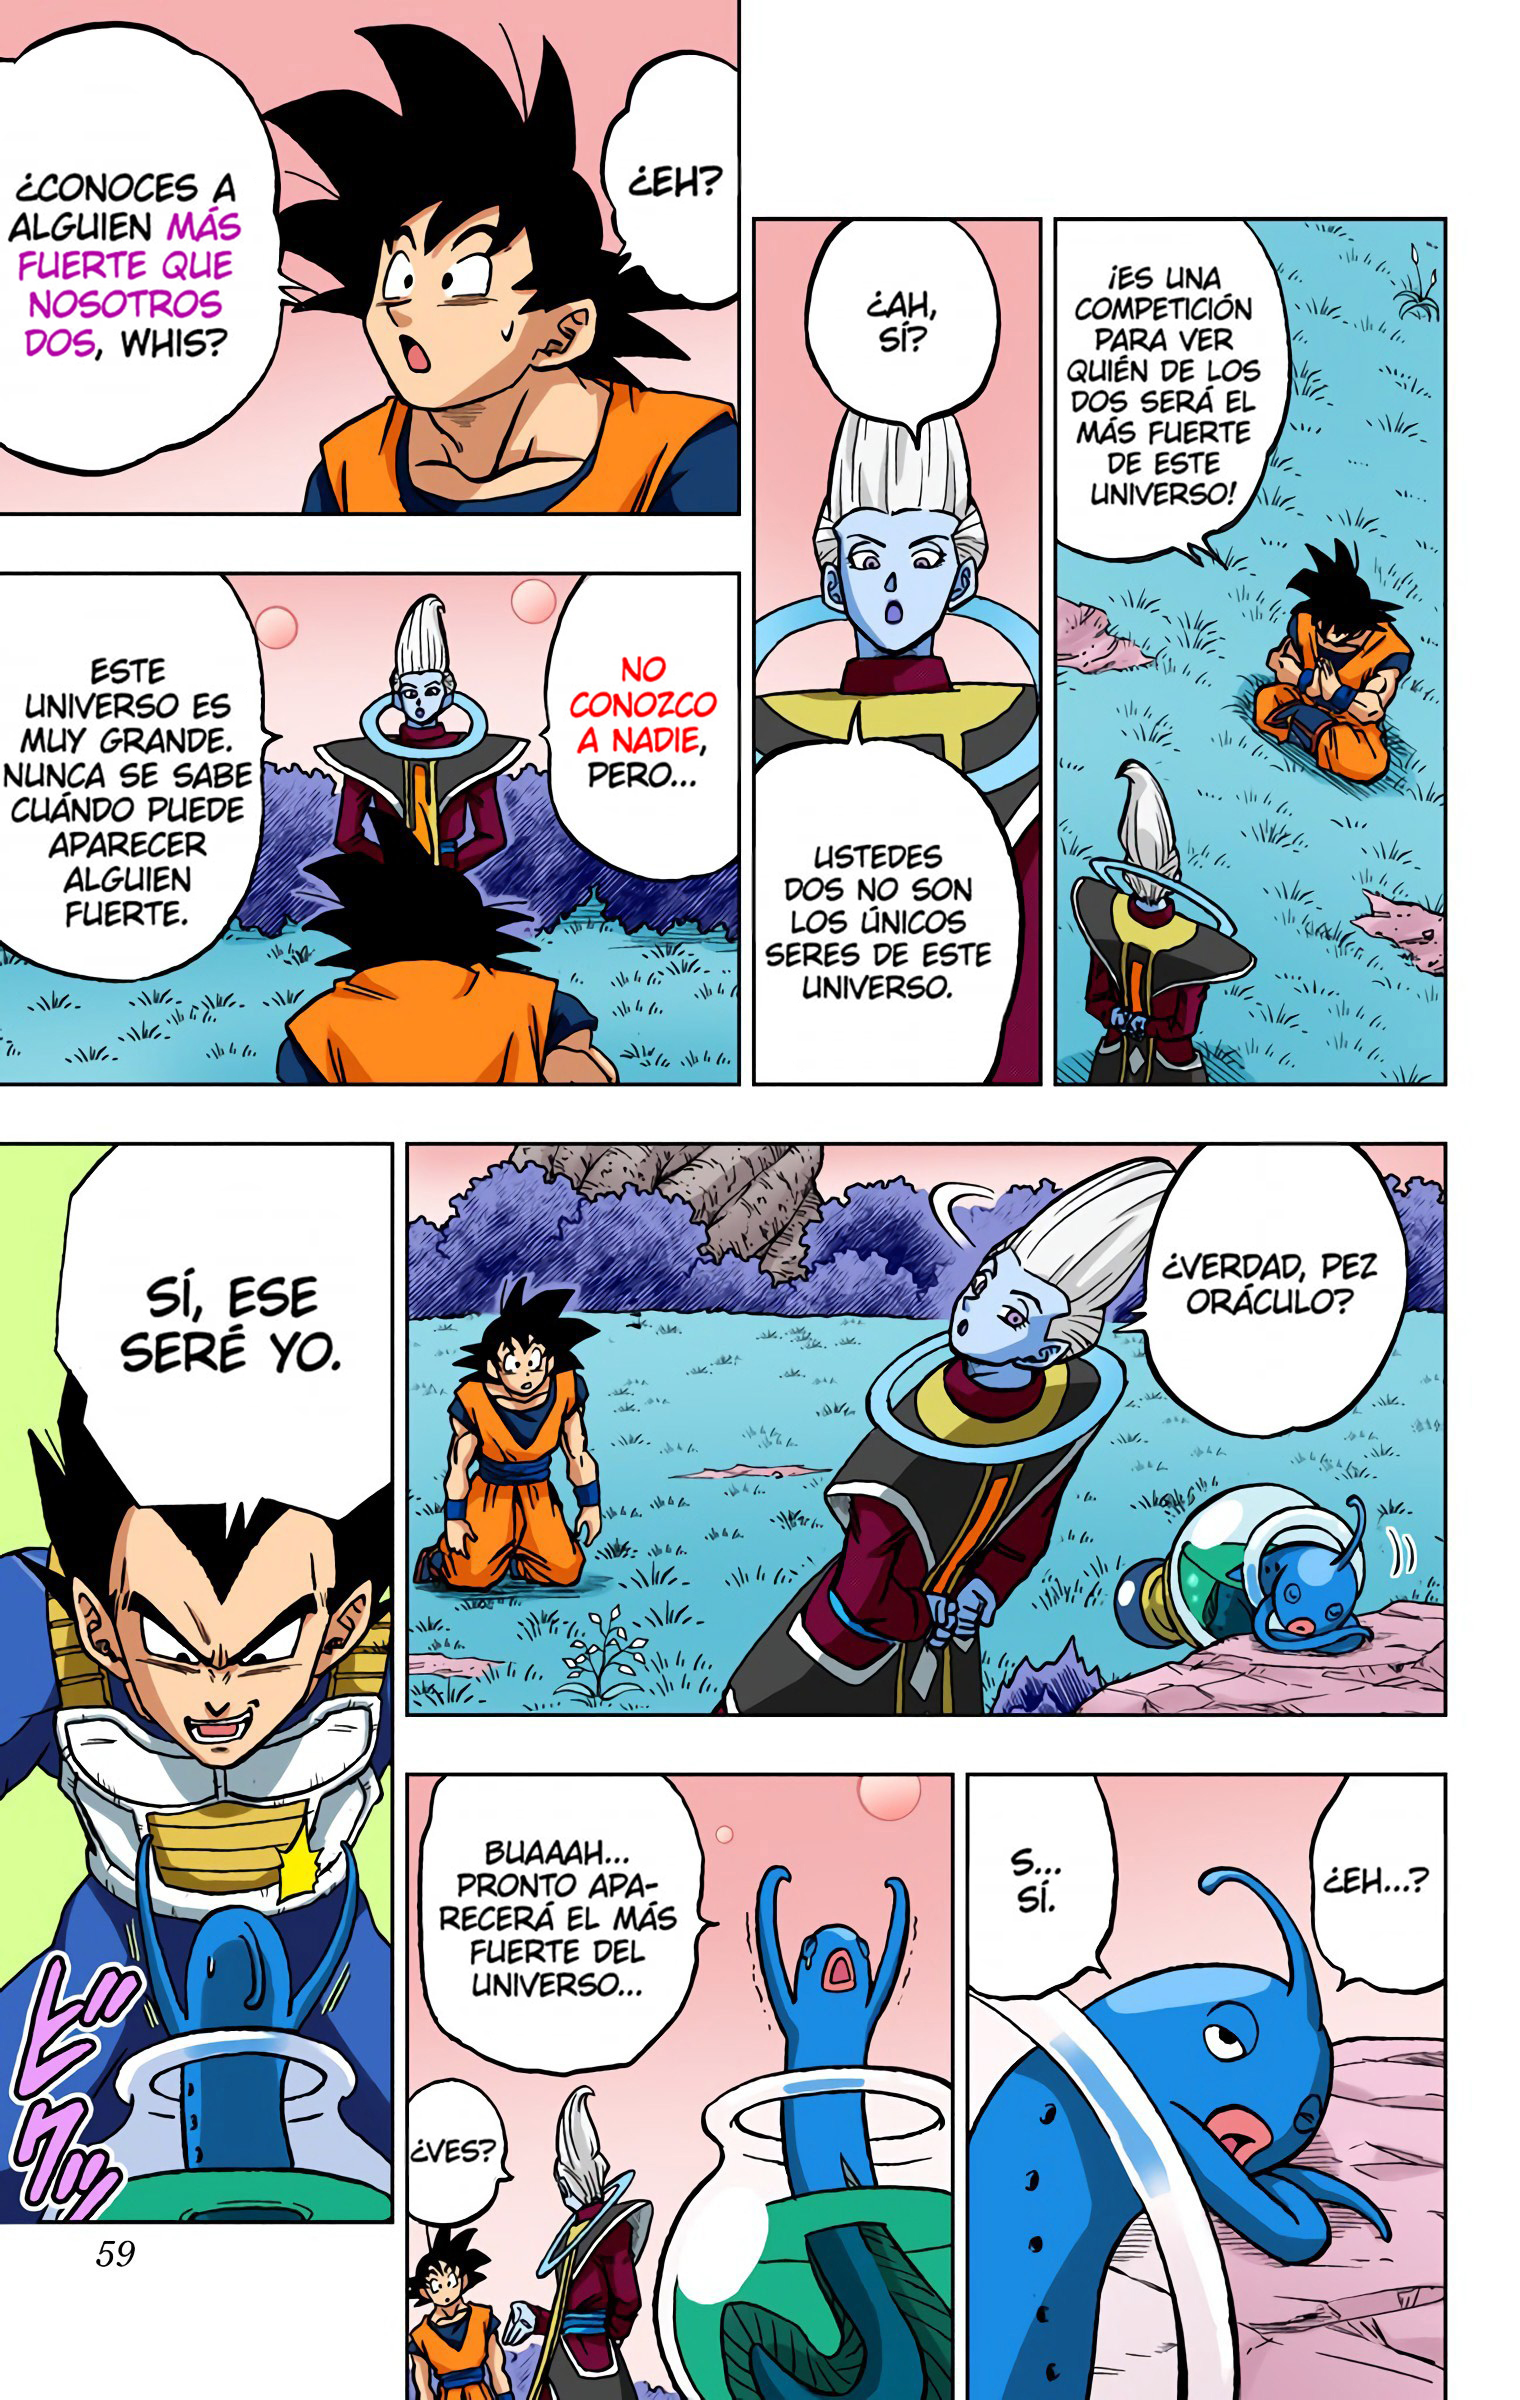 ¡ES UNA
COMPETICIÓN
PARA VER
QUIÉN DE LOS
DOS SERÁ EL
MÁS FUERTE
DE ESTE
UNIVERSO!
¿AH,
SÍ?
USTEDES
DOS NO SON
LOS ÚNICOS
SERES DE ESTE
UNIVERSO.
¿EH?
¿CONOCES A
ALGUIEN MÁS
FUERTE QUE
NOSOTROS
DOS, WHIS?
NO
CONOZCO
A NADIE,
PERO...
ESTE
UNIVERSO ES
MUY GRANDE.
NUNCA SE SABE
CUÁNDO PUEDE
APARECER
ALGUIEN
FUERTE.
¿VERDAD, PEZ
ORÁCULO?
¿EH...?
S...
SÍ.
BUAAAH...
PRONTO APA-
RECERÁ EL MÁS
FUERTE DEL
UNIVERSO...
¿VES?
SÍ, ESE
SERÉ YO.
ビクッ
59